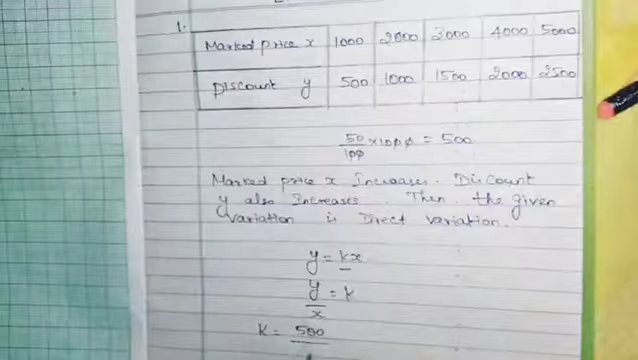 1.
Marked price x 1000 2000 3000 4000 5000
Discount y 500 1000 1500 2000 2500
50/100 × 1000 = 500
Marked price x Increases. Discount
y also Increases. Then the given
variation is Direct variation.
y = kx
y/x = k
K = 500